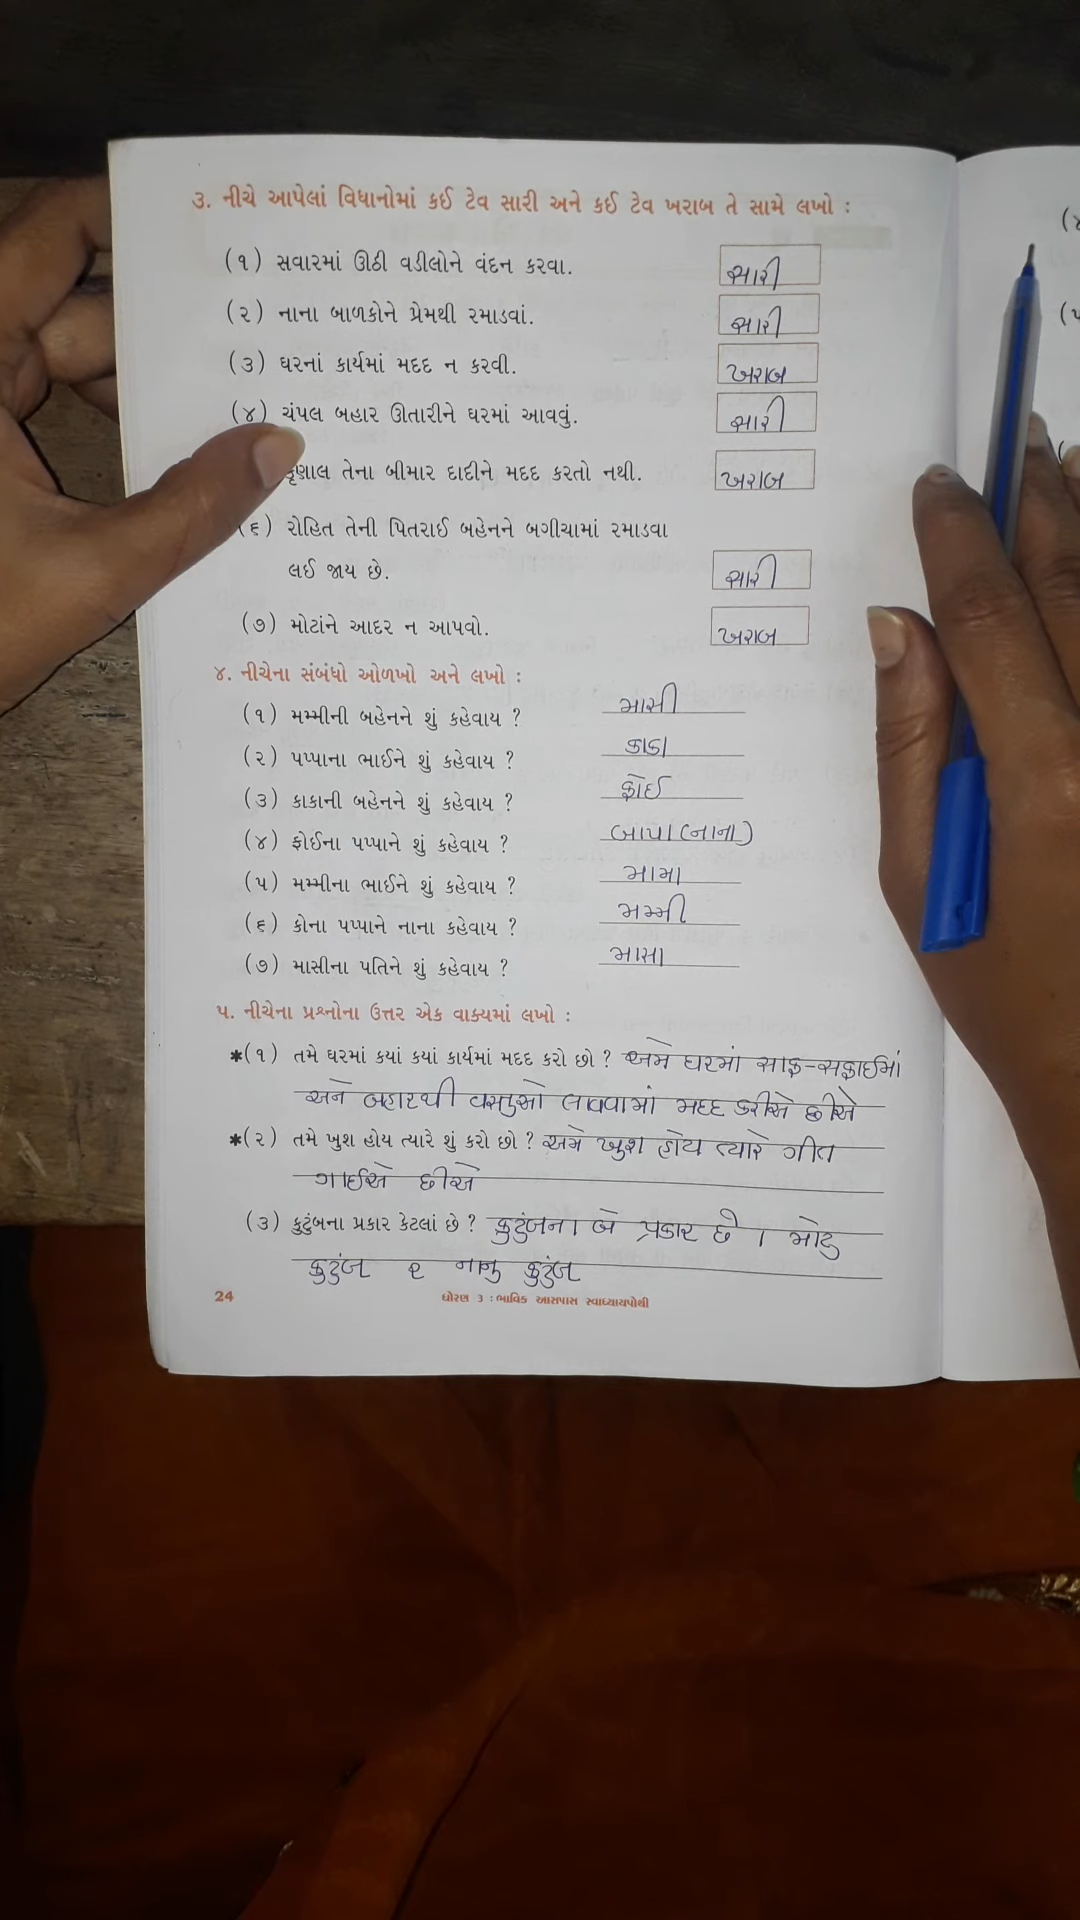 ૩. નીચે આપેલાં વિધાનોમાં કઈ ટેવ સારી અને કઈ ટેવ ખરાબ તે સામે લખો :
(૧) સવારમાં ઊઠી વડીલોને વંદન કરવા. સારી
(૨) નાના બાળકોને પ્રેમથી રમાડવાં. સારી
(૩) ઘરનાં કાર્યમાં મદદ ન કરવી. ખરાબ
(૪) ચંપલ બહાર ઊતારીને ઘરમાં આવવું. સારી
કૃણાલ તેના બીમાર દાદીને મદદ કરતો નથી. ખરાબ
(૬) રોહિત તેની પિતરાઈ બહેનને બગીચામાં રમાડવા
લઈ જાય છે. સારી
(૭) મોટાંને આદર ન આપવો. ખરાબ
૪. નીચેના સંબંધો ઓળખો અને લખો :
(૧) મમ્મીની બહેનને શું કહેવાય ? માસી
(૨) પપ્પાના ભાઈને શું કહેવાય ? કાકા
(૩) કાકાની બહેનને શું કહેવાય ? ફોઈ
(૪) ફોઈના પપ્પાને શું કહેવાય ? બાપા (નાના)
(૫) મમ્મીના ભાઈને શું કહેવાય ? મામા
(૬) કોના પપ્પાને નાના કહેવાય ? મમ્મી
(૭) માસીના પતિને શું કહેવાય ? માસા
૫. નીચેના પ્રશ્નોના ઉત્તર એક વાક્યમાં લખો :
*(૧) તમે ઘરમાં કયાં કયાં કાર્યમાં મદદ કરો છો ? અમે ઘરમાં સાફ-સફાઈમાં
અને બહારથી વસ્તુઓ લાવવામાં મદદ કરીએ છીએ
*(૨) તમે ખુશ હોય ત્યારે શું કરો છો ? અમે ખુશ હોય ત્યારે ગીત
ગાઈએ છીએ
(૩) કુટુંબના પ્રકાર કેટલાં છે ? કુટુંબના બે પ્રકાર છે । મોટુ
કુટુંબ ૨ નાનુ કુટુંબ
24 ધોરણ ૩ : ભાવિક આસપાસ સ્વાધ્યાયપોથી